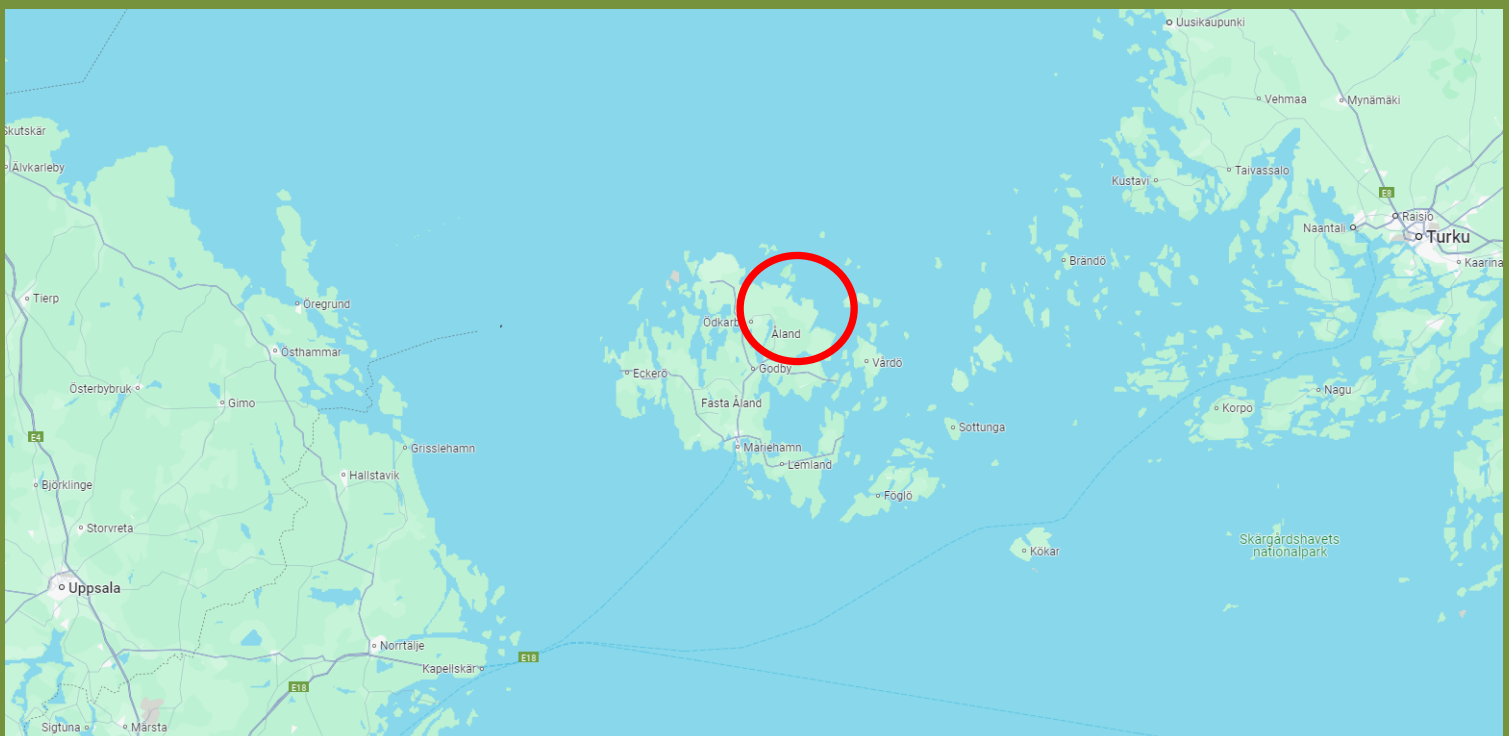 Uusikaupunki
Vehmaa
Mynämäki
Skutskär
Älvkarleby
Taivassalo
Kustavi
E8
Raisio
Naantali
Turku
Kaarina
Brändö
Tierp
Öregrund
Ödkarb
Åland
Östhammar
Vårdö
Godby
Eckerö
Österbybruk
Gimo
Fasta Åland
Nagu
Korpo
Sottunga
E4
Grisslehamn
Mariehamn
Lemland
Hallstavik
Björklinge
Föglö
Storvreta
Skärgårdshavets
nationalpark
Kökar
Uppsala
Norrtälje
E18
Kapellskär
E18
Sigtuna
Märsta